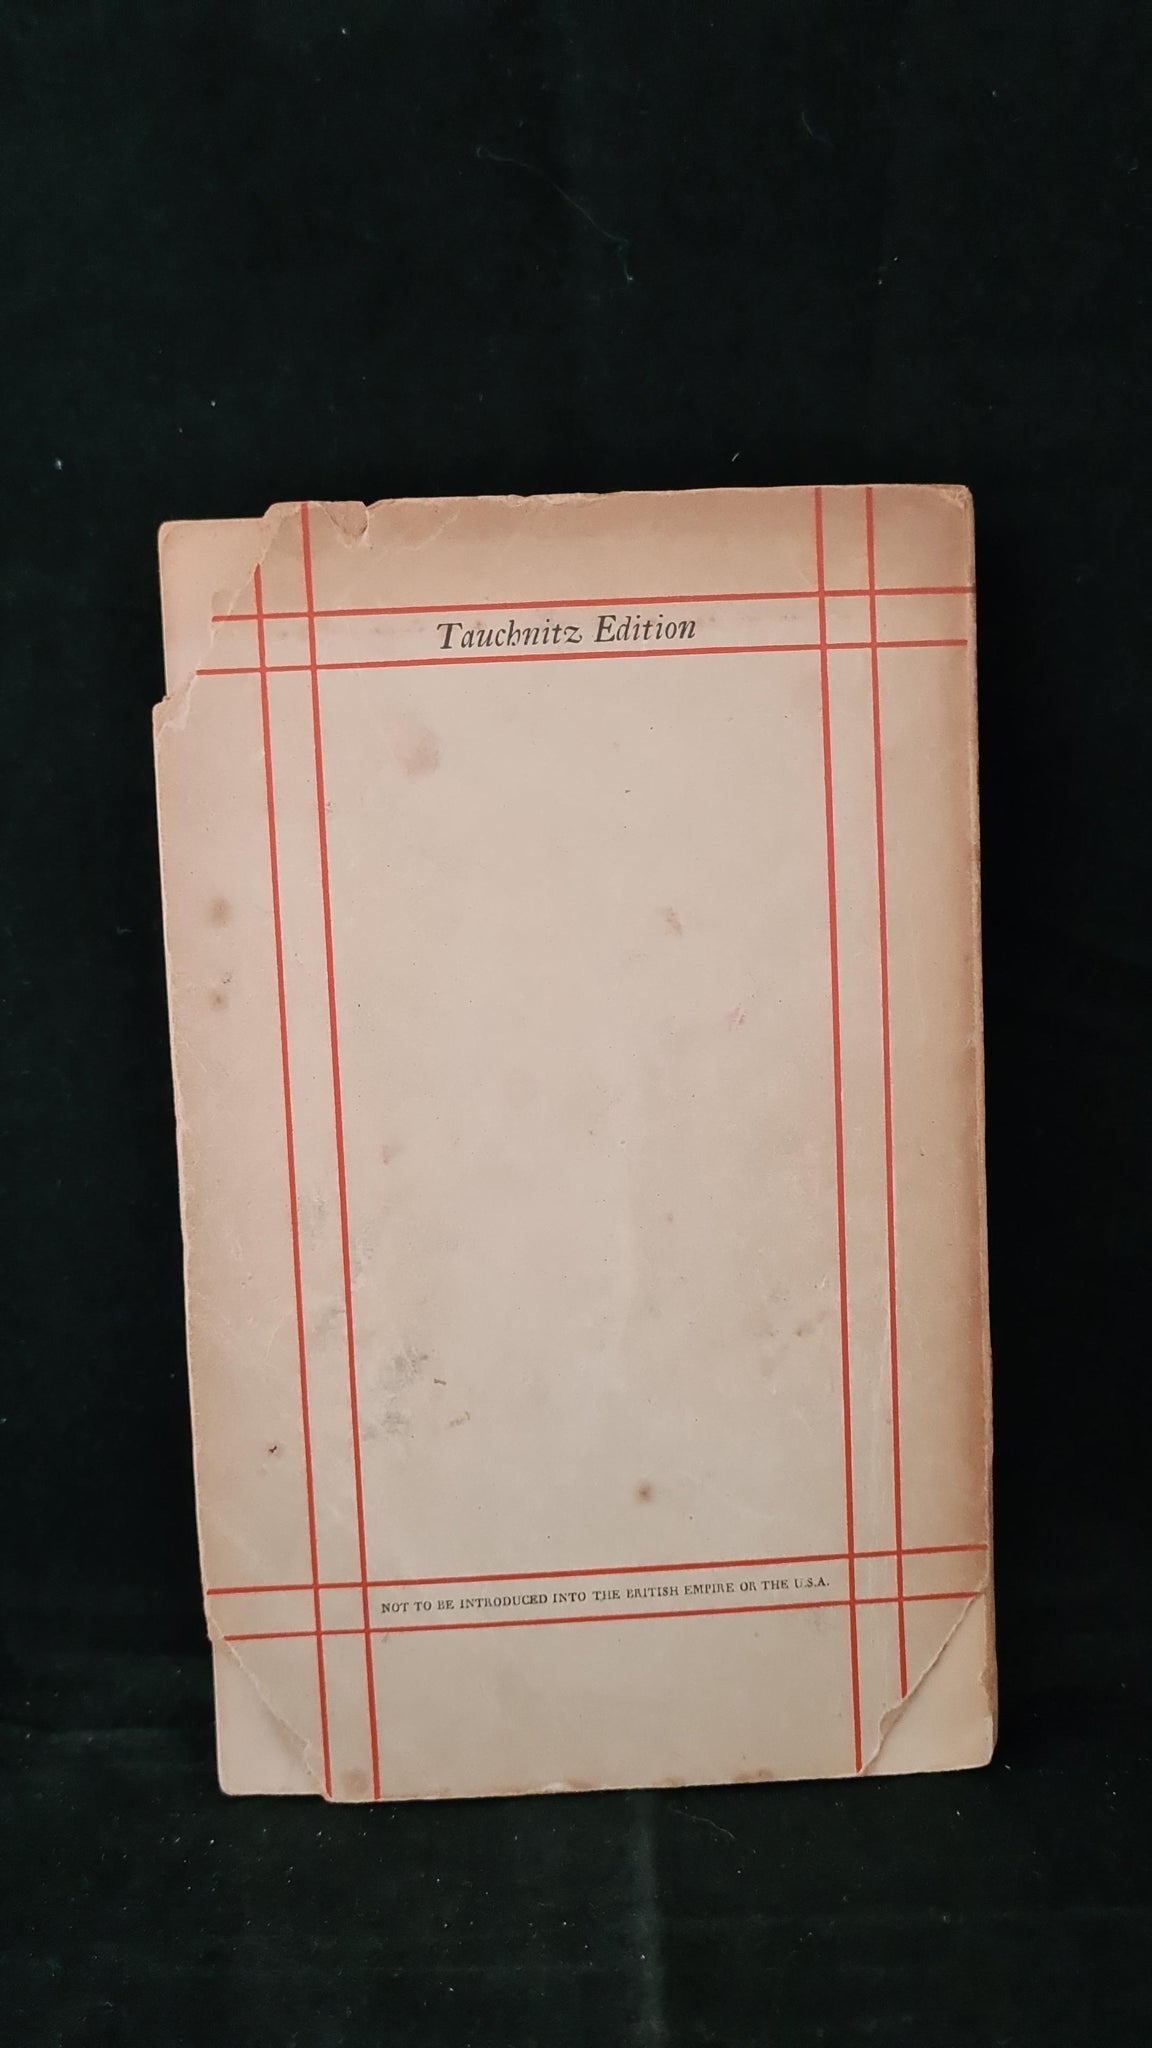 Tauchnitz Edition
NOT TO BE INTRODUCED INTO THE BRITISH EMPIRE OR THE U.S.A.